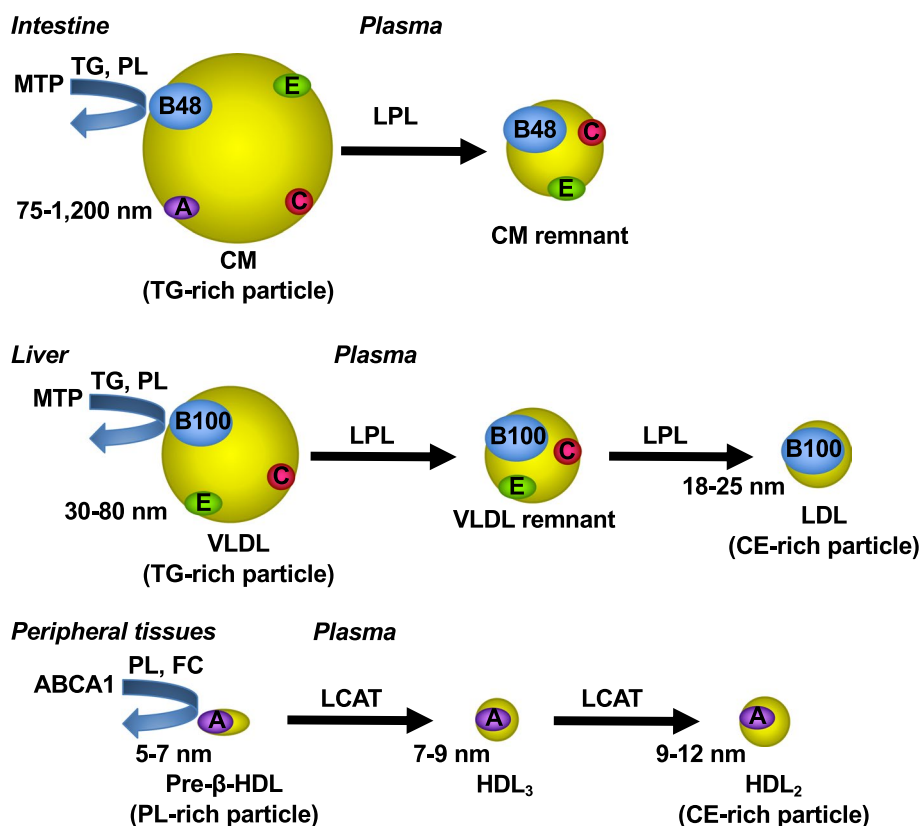 Intestine
Plasma
TG, PL
MTP
B48
E
A
C
75-1,200 nm
CM
(TG-rich particle)
LPL
B48
C
E
CM remnant
Liver
Plasma
TG, PL
MTP
B100
C
E
30-80 nm
VLDL
(TG-rich particle)
LPL
B100
C
E
VLDL remnant
LPL
18-25 nm
B100
LDL
(CE-rich particle)
Peripheral tissues
Plasma
PL, FC
ABCA1
A
5-7 nm
Pre-β-HDL
(PL-rich particle)
LCAT
A
7-9 nm
HDL₃
LCAT
A
9-12 nm
HDL₂
(CE-rich particle)